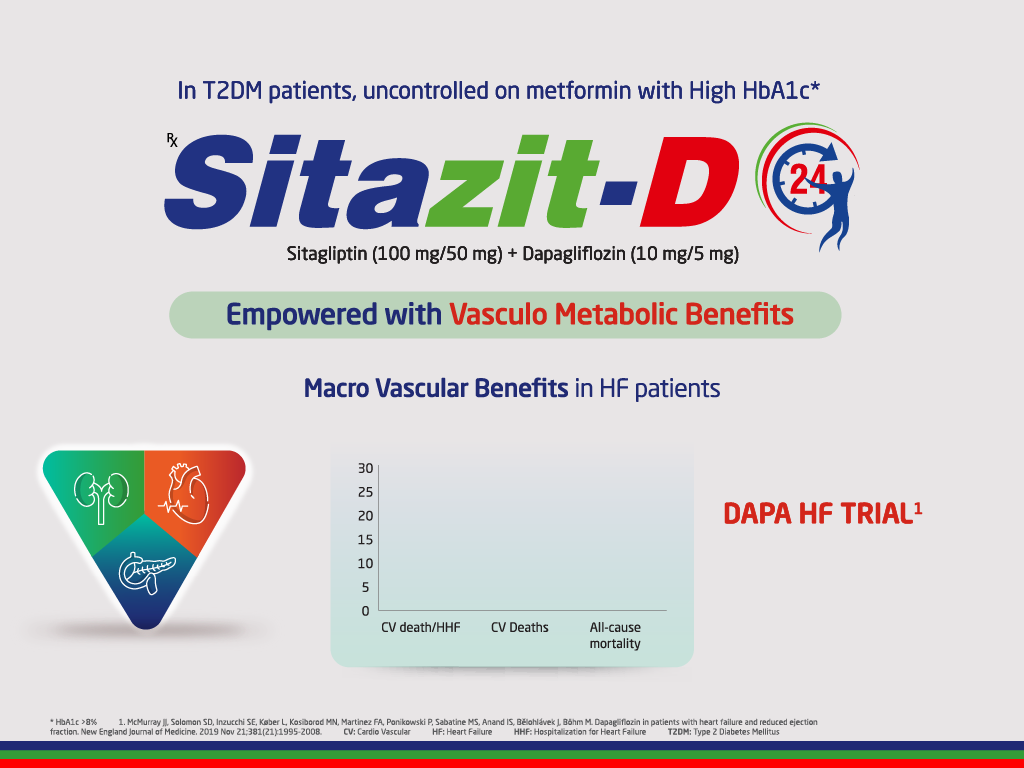 In T2DM patients, uncontrolled on metformin with High HbA1c*
Rx Sitazit-D
24
Sitagliptin (100 mg/50 mg) + Dapagliflozin (10 mg/5 mg)
Empowered with Vasculo Metabolic Benefits
Macro Vascular Benefits in HF patients
30
25
20
15
10
5
0
CV death/HHF CV Deaths All-cause
mortality
DAPA HF TRIAL¹
* HbA1c >8% 1. McMurray JJ, Solomon SD, Inzucchi SE, Køber L, Kosiborod MN, Martinez FA, Ponikowski P, Sabatine MS, Anand IS, Bělohlávek J, Böhm M. Dapagliflozin in patients with heart failure and reduced ejection
fraction. New England Journal of Medicine. 2019 Nov 21;381(21):1995-2008. CV: Cardio Vascular HF: Heart Failure HHF: Hospitalization for Heart Failure T2DM: Type 2 Diabetes Mellitus